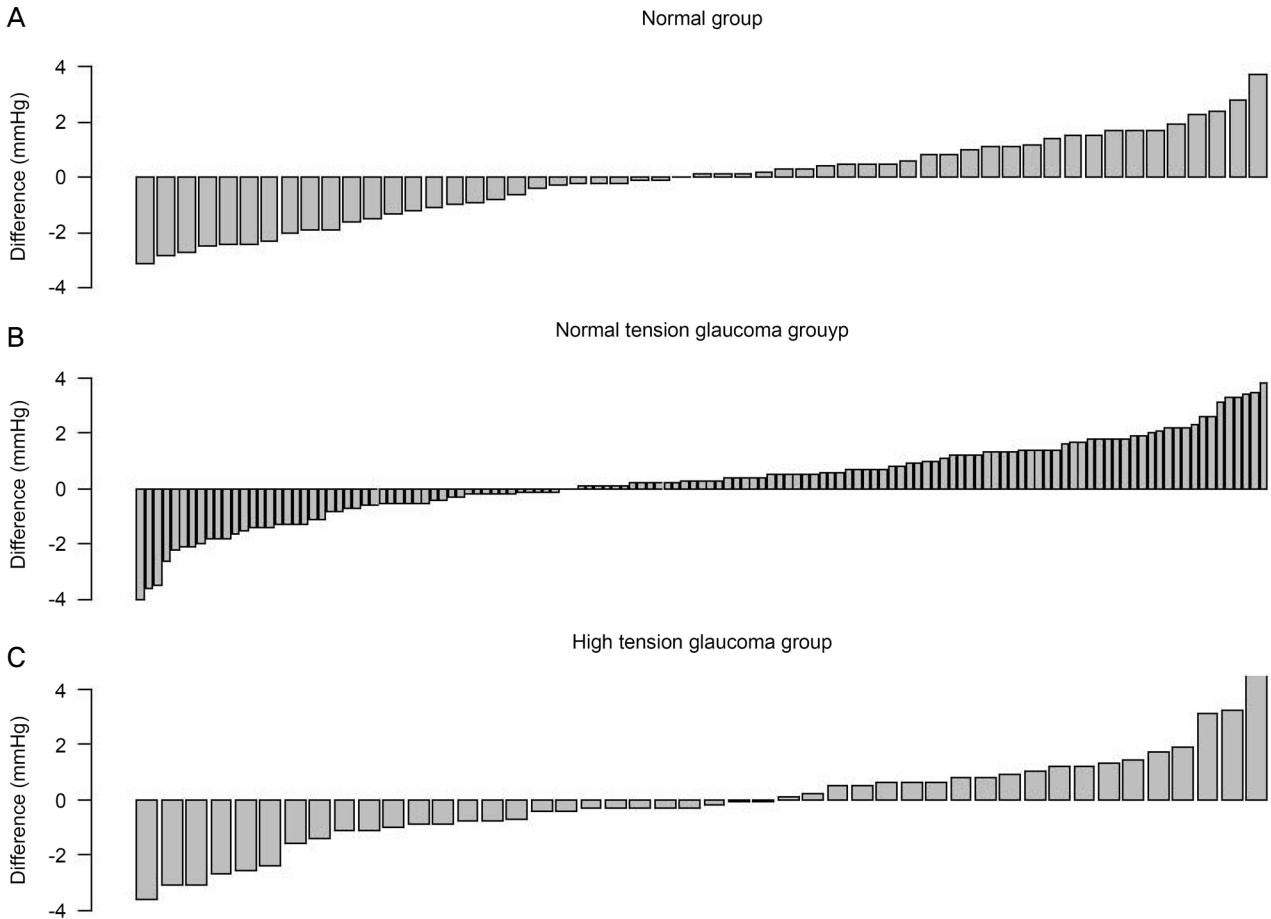 A
Normal group
Difference (mmHg)
4
2
0
-2
-4
B
Normal tension glaucoma grouyp
Difference (mmHg)
4
2
0
-2
-4
C
High tension glaucoma group
Difference (mmHg)
4
2
0
-2
-4